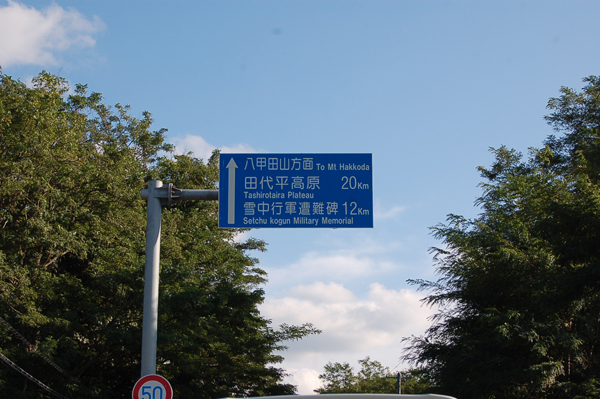 八甲田山方面 To Mt Hakkoda
田代平高原 20Km
Tashirotaira Plateau
雪中行軍遭難碑 12Km
Setchu kogun Military Memorial
50